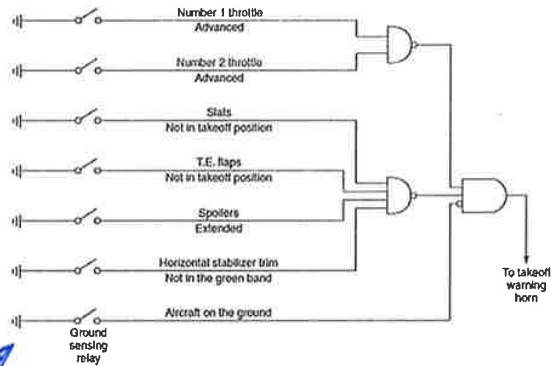 Number 1 throttle
Advanced
Number 2 throttle
Advanced
Slats
Not in takeoff position
T.E. flaps
Not in takeoff position
Spoilers
Extended
Horizontal stabilizer trim
Not in the green band
Aircraft on the ground
Ground
sensing
relay
To takeoff
warning
horn